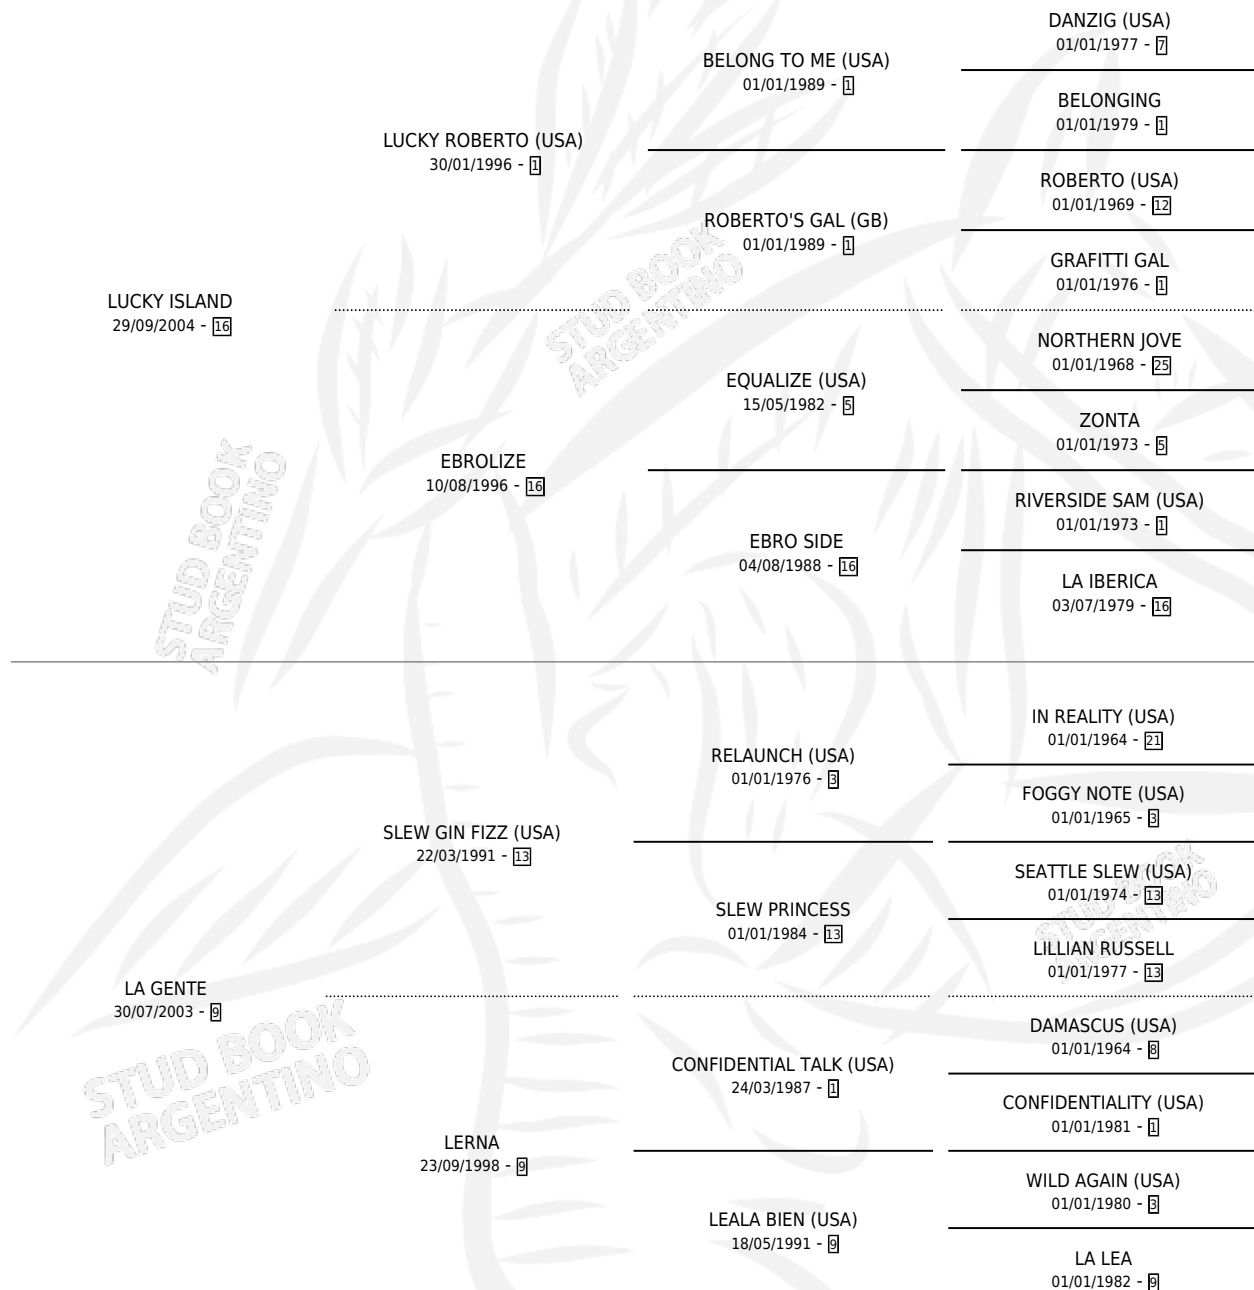 DANZIG (USA)
01/01/1977 - 7
BELONG TO ME (USA)
01/01/1989 - 1
BELONGING
01/01/1979 - 1
LUCKY ROBERTO (USA)
30/01/1996 - 1
ROBERTO (USA)
01/01/1969 - 12
ROBERTO'S GAL (GB)
01/01/1989 - 1
GRAFITTI GAL
01/01/1976 - 1
LUCKY ISLAND
29/09/2004 - 16
NORTHERN JOVE
01/01/1968 - 25
EQUALIZE (USA)
15/05/1982 - 5
ZONTA
01/01/1973 - 5
EBROLIZE
10/08/1996 - 16
RIVERSIDE SAM (USA)
01/01/1973 - 1
EBRO SIDE
04/08/1988 - 16
LA IBERICA
03/07/1979 - 16
IN REALITY (USA)
01/01/1964 - 21
RELAUNCH (USA)
01/01/1976 - 3
FOGGY NOTE (USA)
01/01/1965 - 3
SLEW GIN FIZZ (USA)
22/03/1991 - 13
SEATTLE SLEW (USA)
01/01/1974 - 13
SLEW PRINCESS
01/01/1984 - 13
LILLIAN RUSSELL
01/01/1977 - 13
LA GENTE
30/07/2003 - 9
DAMASCUS (USA)
01/01/1964 - 8
CONFIDENTIAL TALK (USA)
24/03/1987 - 1
CONFIDENTIALITY (USA)
01/01/1981 - 1
LERNA
23/09/1998 - 9
WILD AGAIN (USA)
01/01/1980 - 3
LEALA BIEN (USA)
18/05/1991 - 9
LA LEA
01/01/1982 - 9
STUD BOOK
ARGENTINO
STUD BOOK
ARGENTINO
STUD BOOK
ARGENTINO
STUD BOOK
ARGENTINO